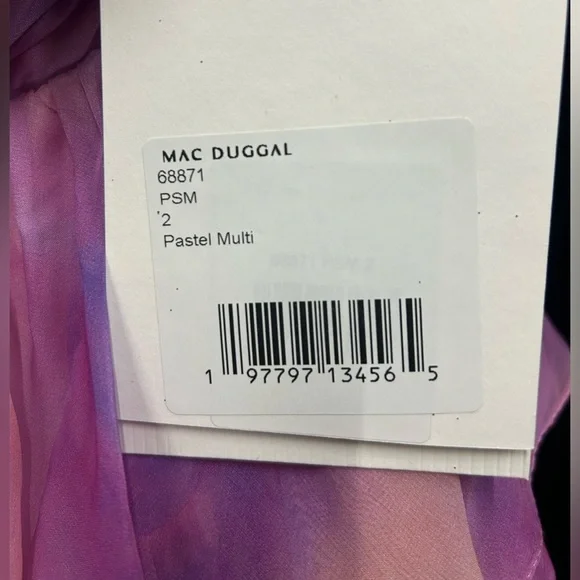 MAC DUGGAL
68871
PSM
'2
Pastel Multi
1 97797 13456 5